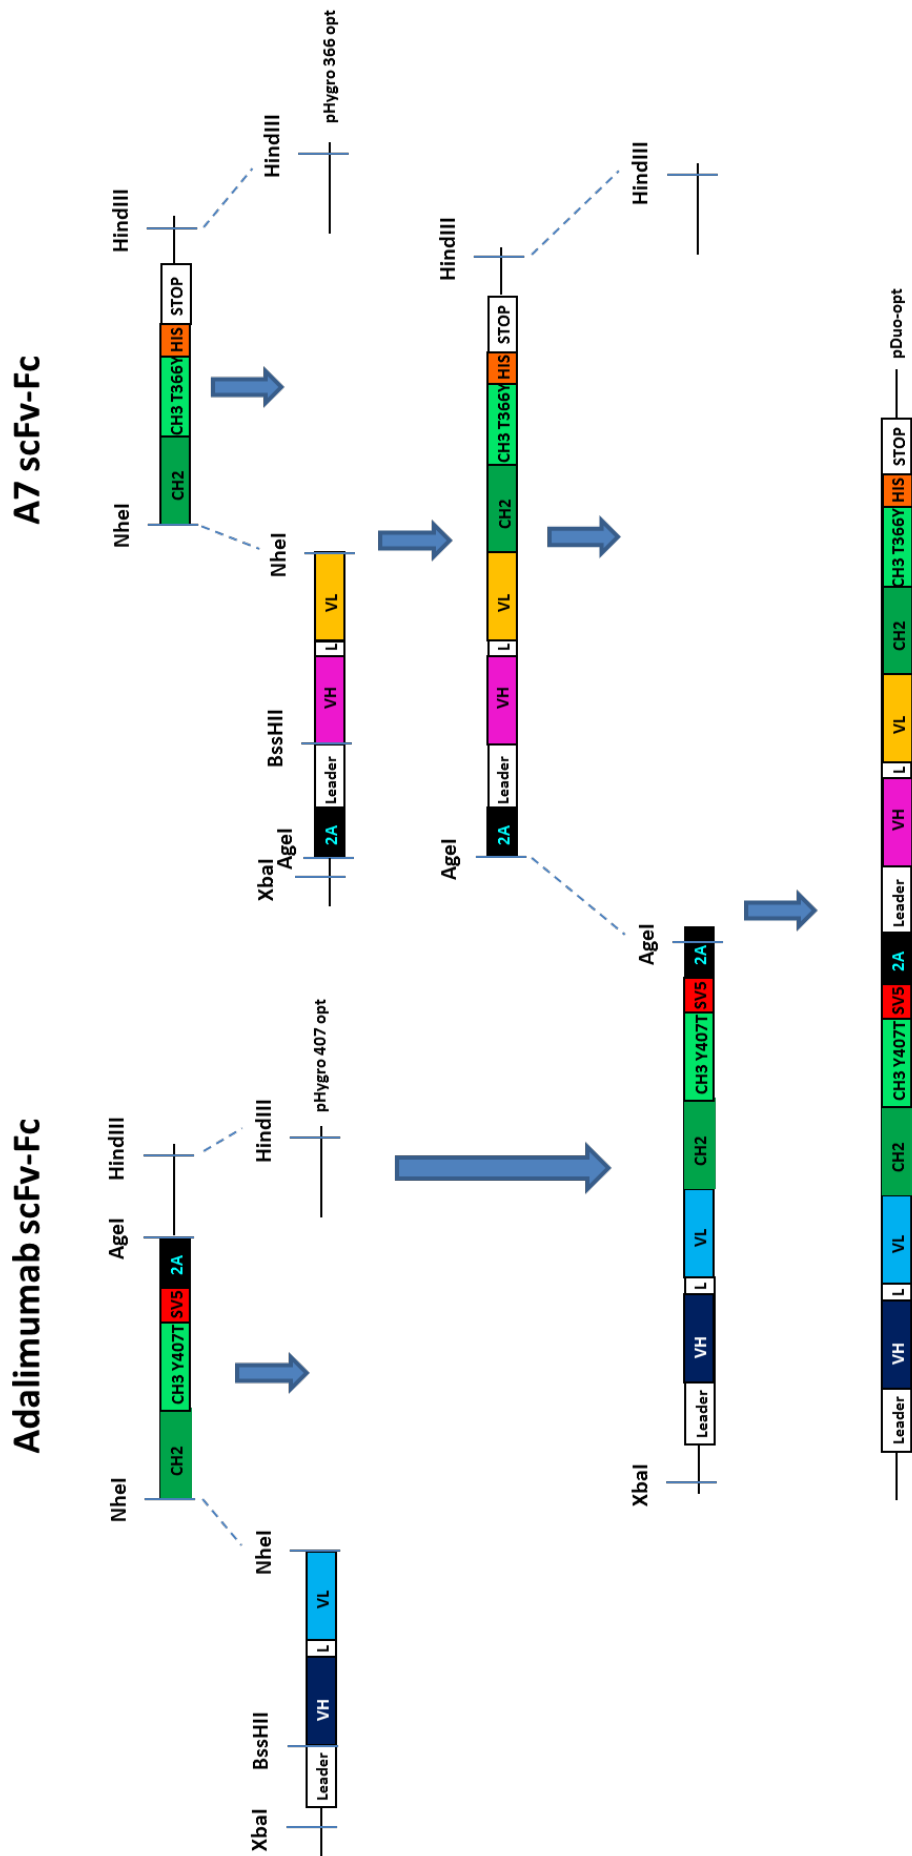 Adalimumab scFv-Fc
A7 scFv-Fc
NheI
AgeI
HindIII
CH2
CH3 Y407T
SV5
2A
NheI
HindIII
CH2
CH3 T366Y
HIS
STOP
XbaI
BssHII
NheI
HindIII
Leader
VH
L
VL
pHygro 407 opt
XbaI
AgeI
BssHII
NheI
HindIII
2A
Leader
VH
L
VL
pHygro 366 opt
AgeI
HindIII
2A
Leader
VH
L
VL
CH2
CH3 T366Y
HIS
STOP
XbaI
AgeI
HindIII
Leader
VH
L
VL
CH2
CH3 Y407T
SV5
2A
Leader
VH
L
VL
CH2
CH3 Y407T
SV5
2A
Leader
VH
L
VL
CH2
CH3 T366Y
HIS
STOP
pDuo-opt